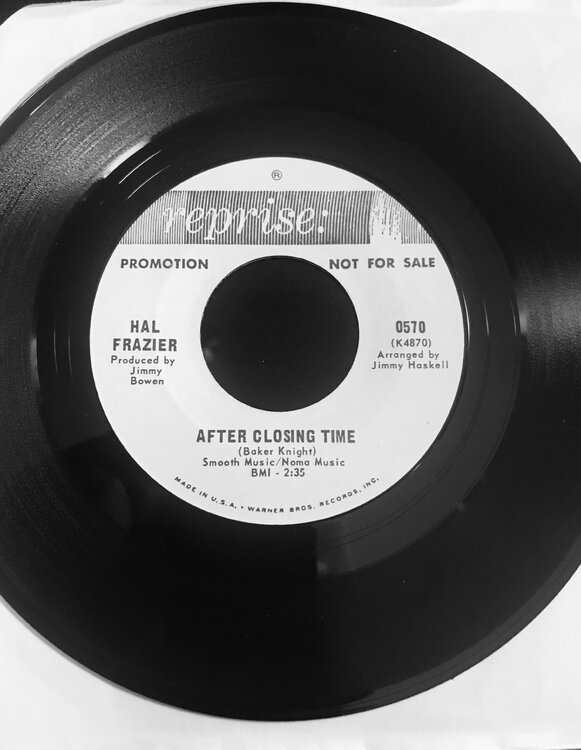 ®
reprise:
PROMOTION
NOT FOR SALE
HAL
FRAZIER
Produced by
Jimmy
Bowen
0570
(K4870)
Arranged by
Jimmy Haskell
AFTER CLOSING TIME
(Baker Knight)
Smooth Music/Noma Music
BMI - 2:35
MADE IN U.S.A. • WARNER BROS. RECORDS, INC.